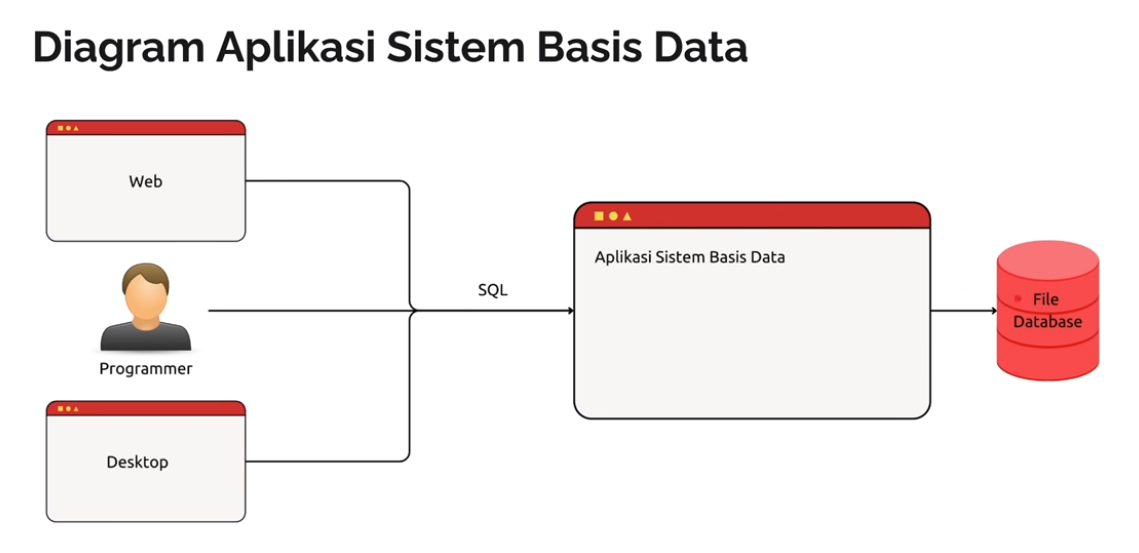 Diagram Aplikasi Sistem Basis Data
Web
Programmer
Desktop
SQL
Aplikasi Sistem Basis Data
File
Database